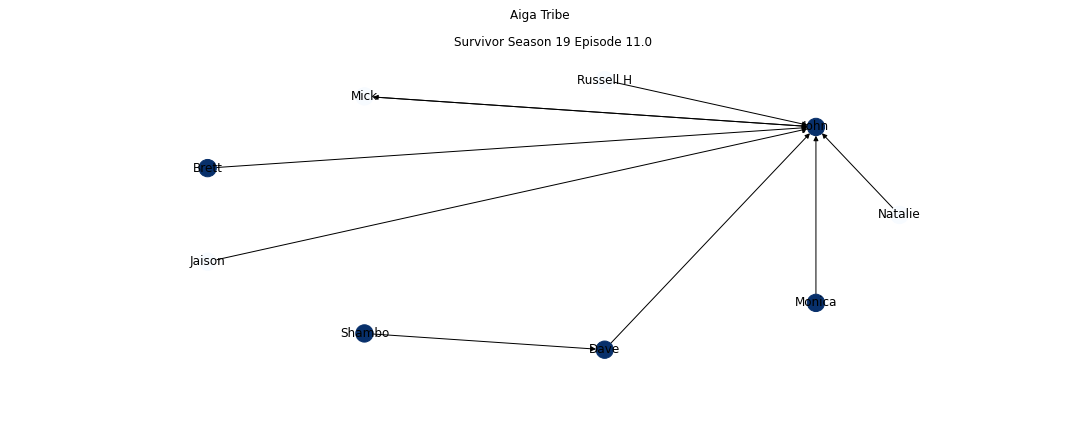 Aiga Tribe
Survivor Season 19 Episode 11.0
Russell H
Mick
John
Brett
Natalie
Jaison
Monica
Shambo
Dave